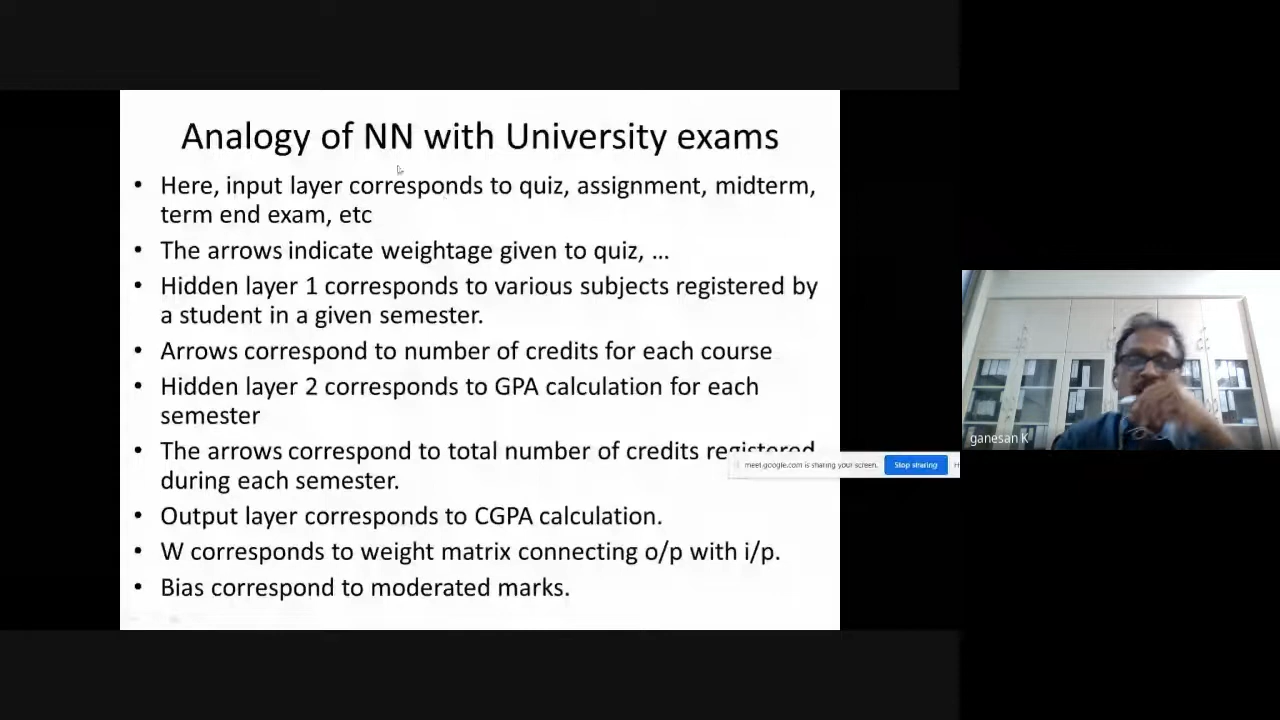 Analogy of NN with University exams
• Here, input layer corresponds to quiz, assignment, midterm,
term end exam, etc
• The arrows indicate weightage given to quiz, ...
• Hidden layer 1 corresponds to various subjects registered by
a student in a given semester.
• Arrows correspond to number of credits for each course
• Hidden layer 2 corresponds to GPA calculation for each
semester
• The arrows correspond to total number of credits registered
during each semester.
• Output layer corresponds to CGPA calculation.
• W corresponds to weight matrix connecting o/p with i/p.
• Bias correspond to moderated marks.
meet.google.com is sharing your screen.
Stop sharing
H
ganesan K